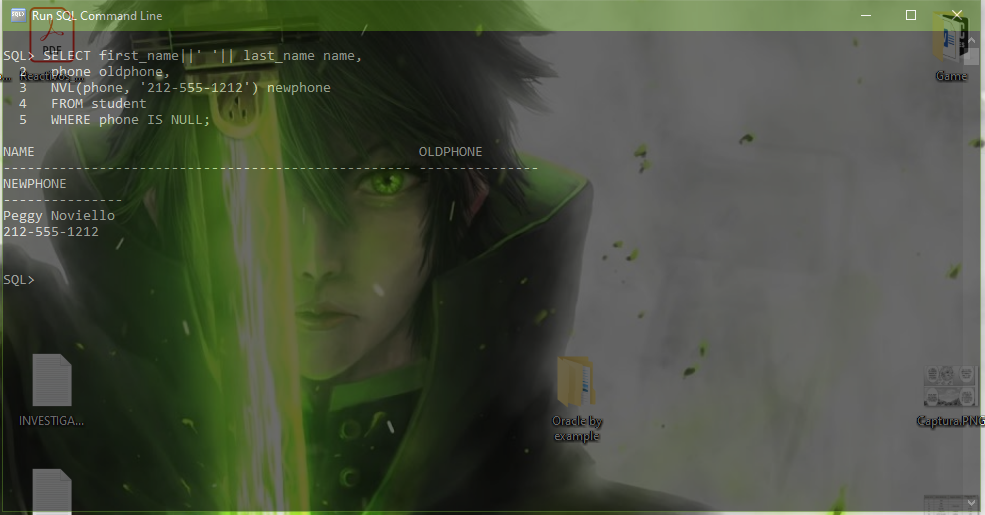 Run SQL Command Line
PDF
SQL> SELECT first_name||' '|| last_name name,
2 phone oldphone,
3 NVL(phone, '212-555-1212') newphone
4 FROM student
5 WHERE phone IS NULL;
NAME OLDPHONE
---------------------------------------------------- ---------------
NEWPHONE
---------------
Peggy Noviello
212-555-1212
SQL>
Game
INVESTIGA...
Oracle by
example
Captura.PNG